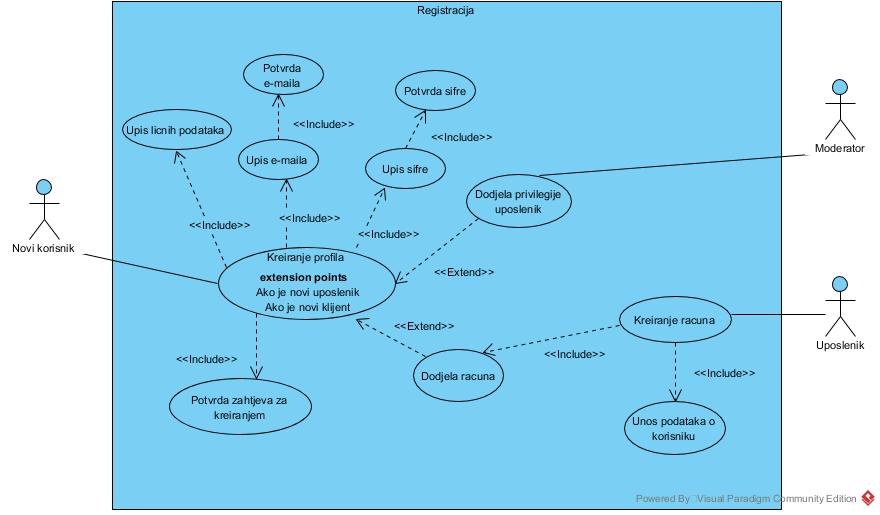 Registracija
Potvrda
e-maila
Potvrda sifre
<<Include>>
<<Include>>
Upis licnih podataka
Upis e-maila
Upis sifre
Moderator
Dodjela privilegije
uposlenik
<<Include>>
<<Include>>
<<Include>>
Novi korisnik
Kreiranje profila
extension points
Ako je novi uposlenik
Ako je novi klijent
<<Extend>>
<<Extend>>
Kreiranje racuna
Uposlenik
<<Include>>
<<Include>>
<<Include>>
Dodjela racuna
Potvrda zahtjeva za
kreiranjem
Unos podataka o
korisniku
Powered By Visual Paradigm Community Edition